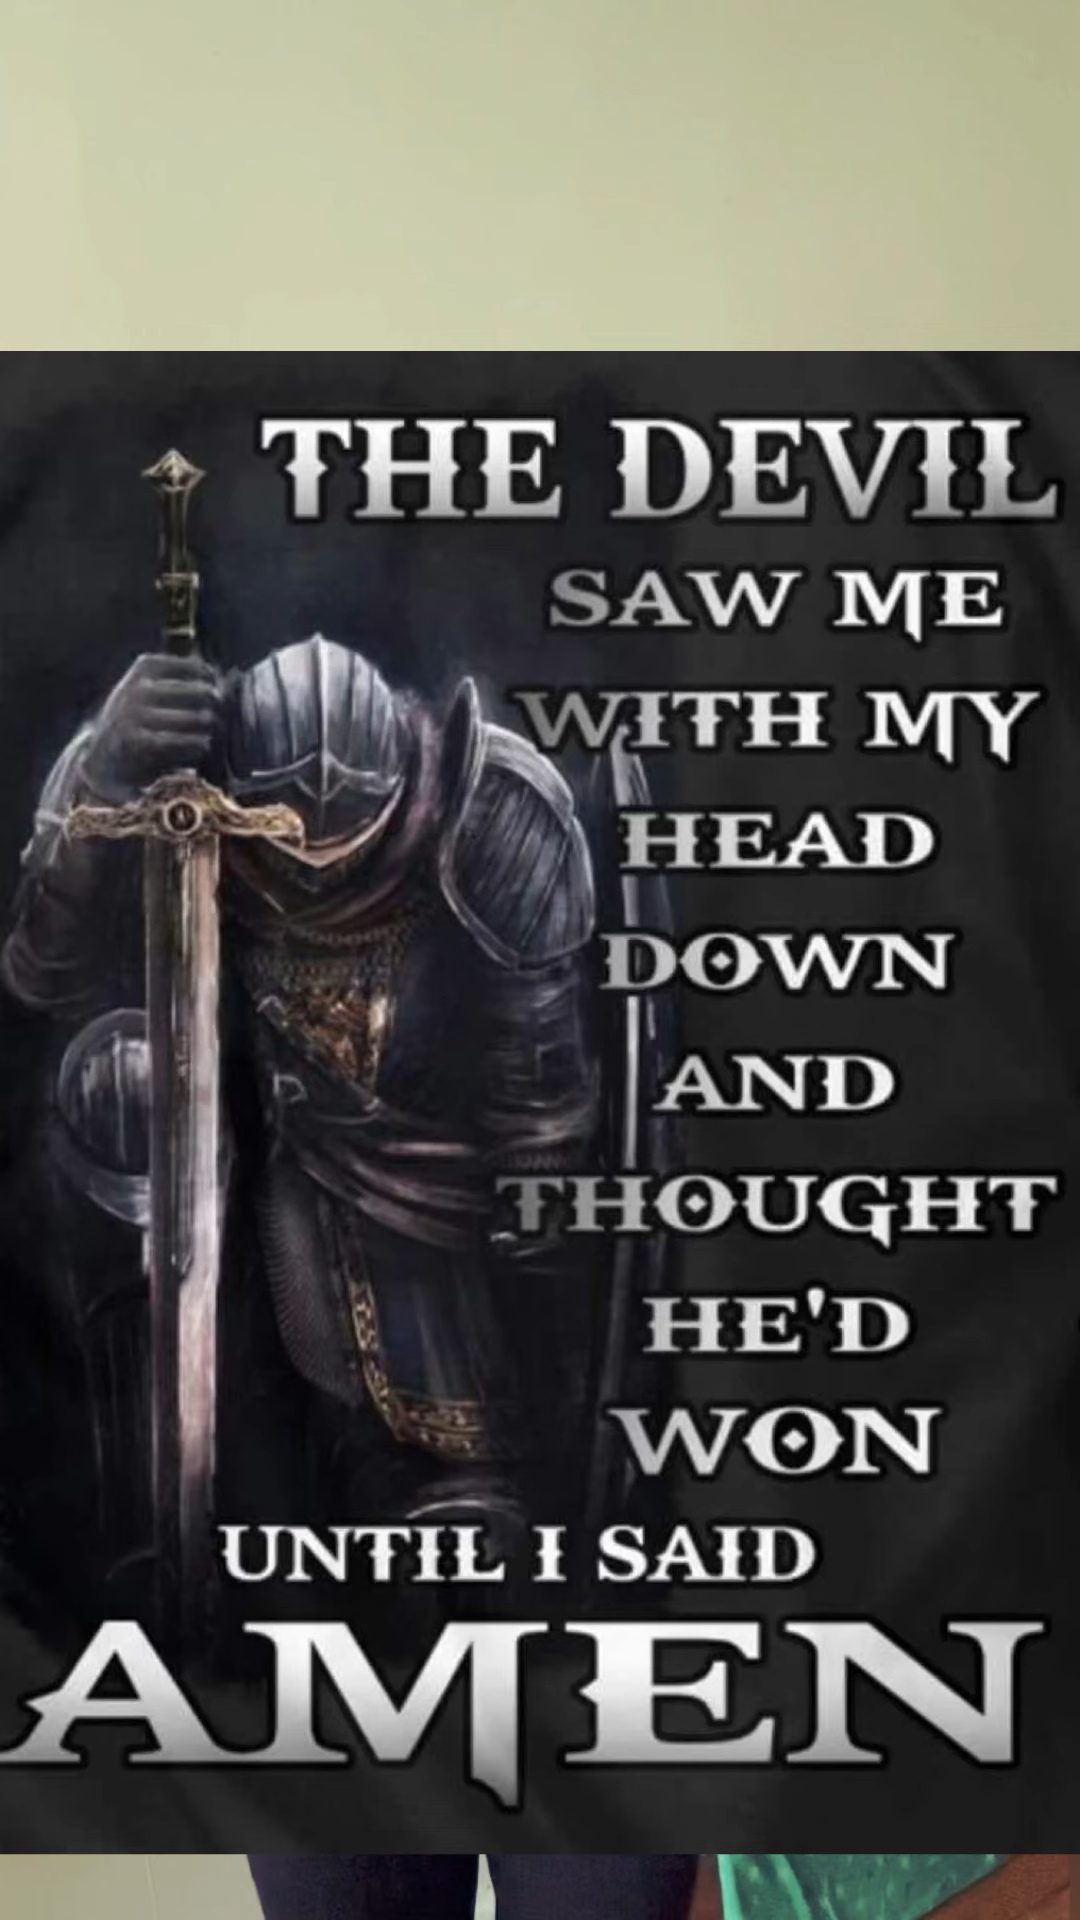 THE DEVIL
SAW ME
WITH MY
HEAD
DOWN
AND
THOUGHT
HE'D
WON
UNTIL I SAID
AMEN